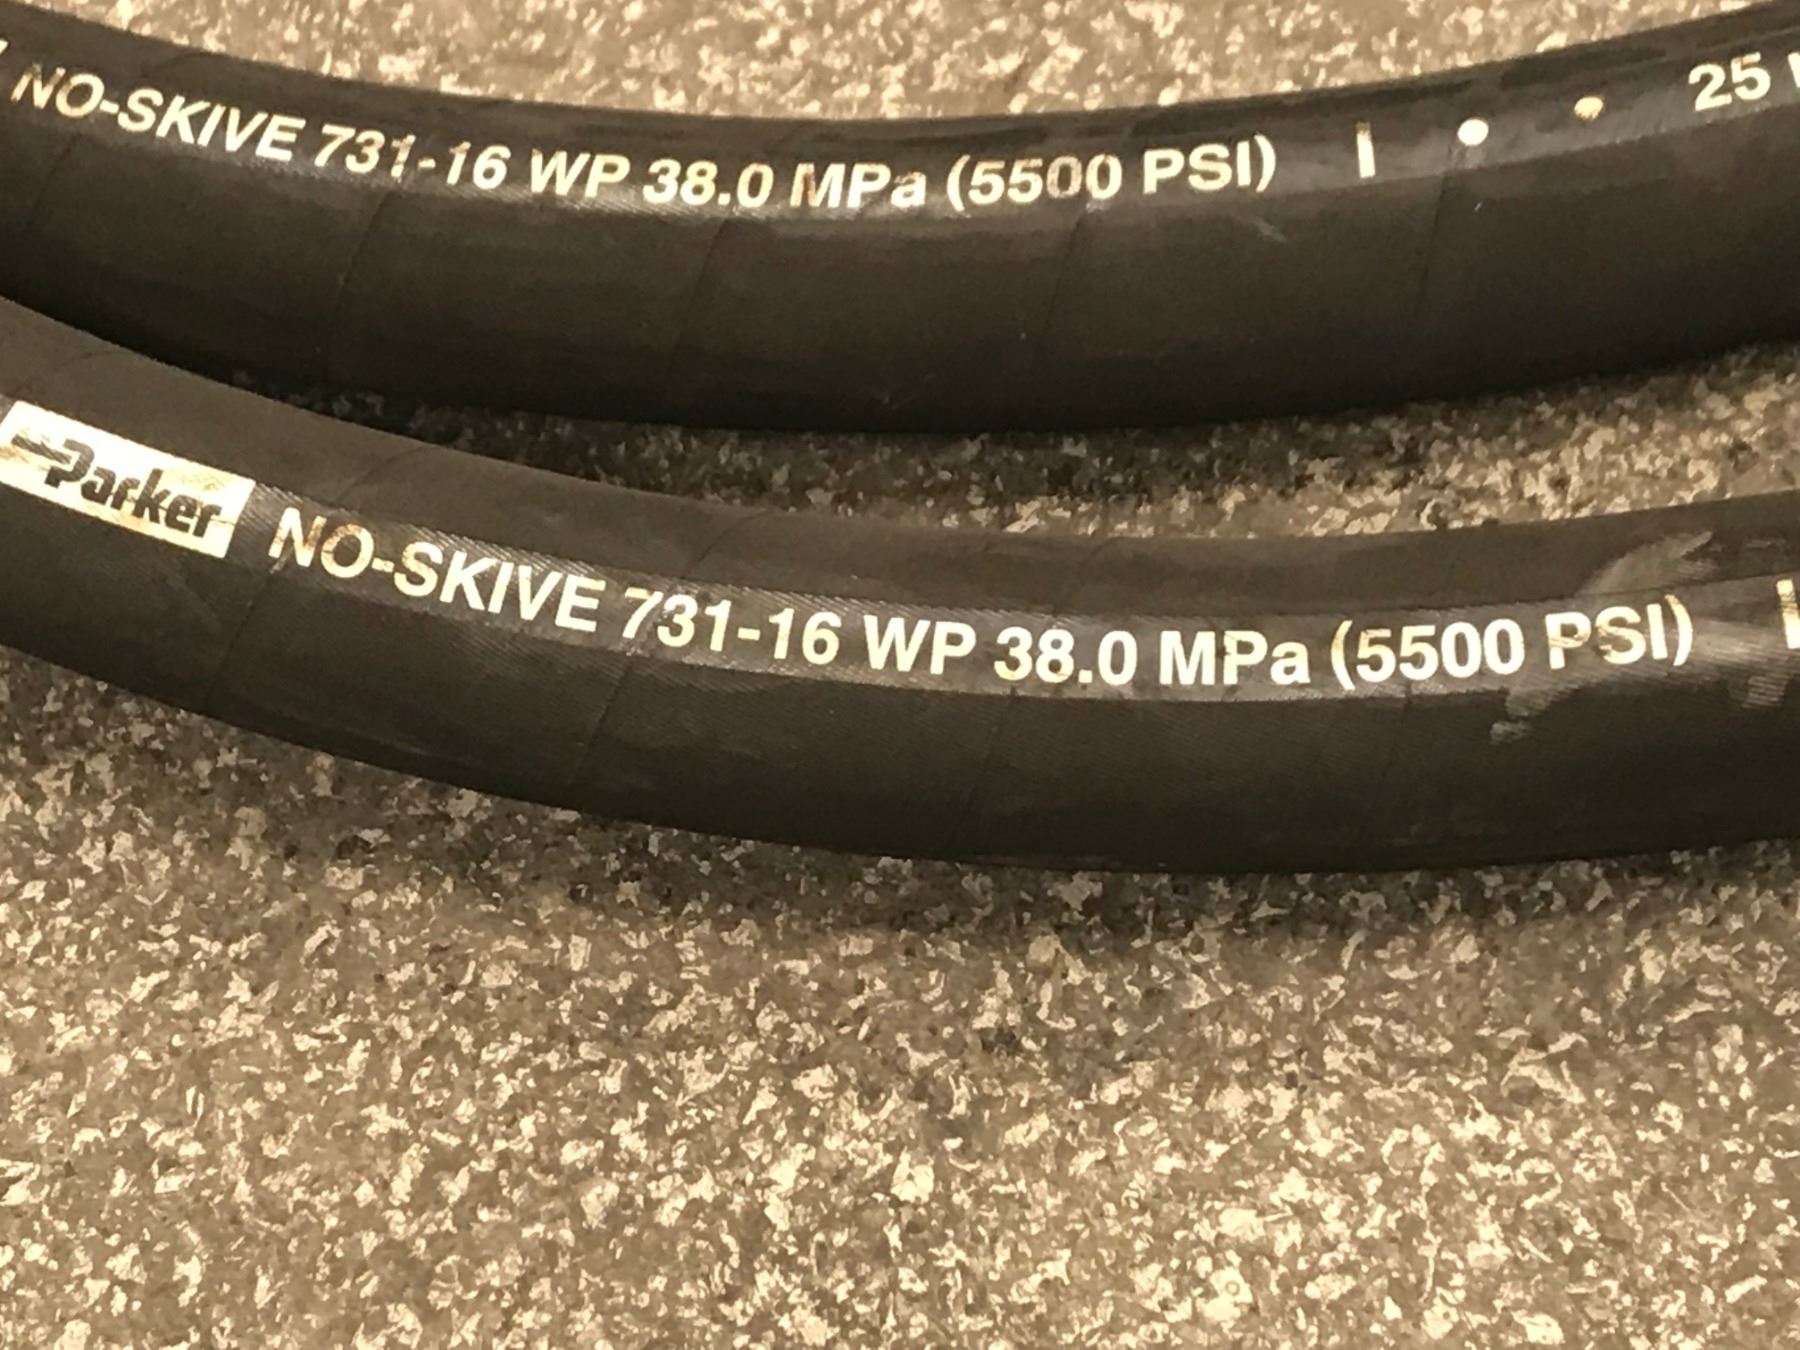 NO-SKIVE 731-16 WP 38.0 MPa (5500 PSI) 25
Parker NO-SKIVE 731-16 WP 38.0 MPa (5500 PSI)